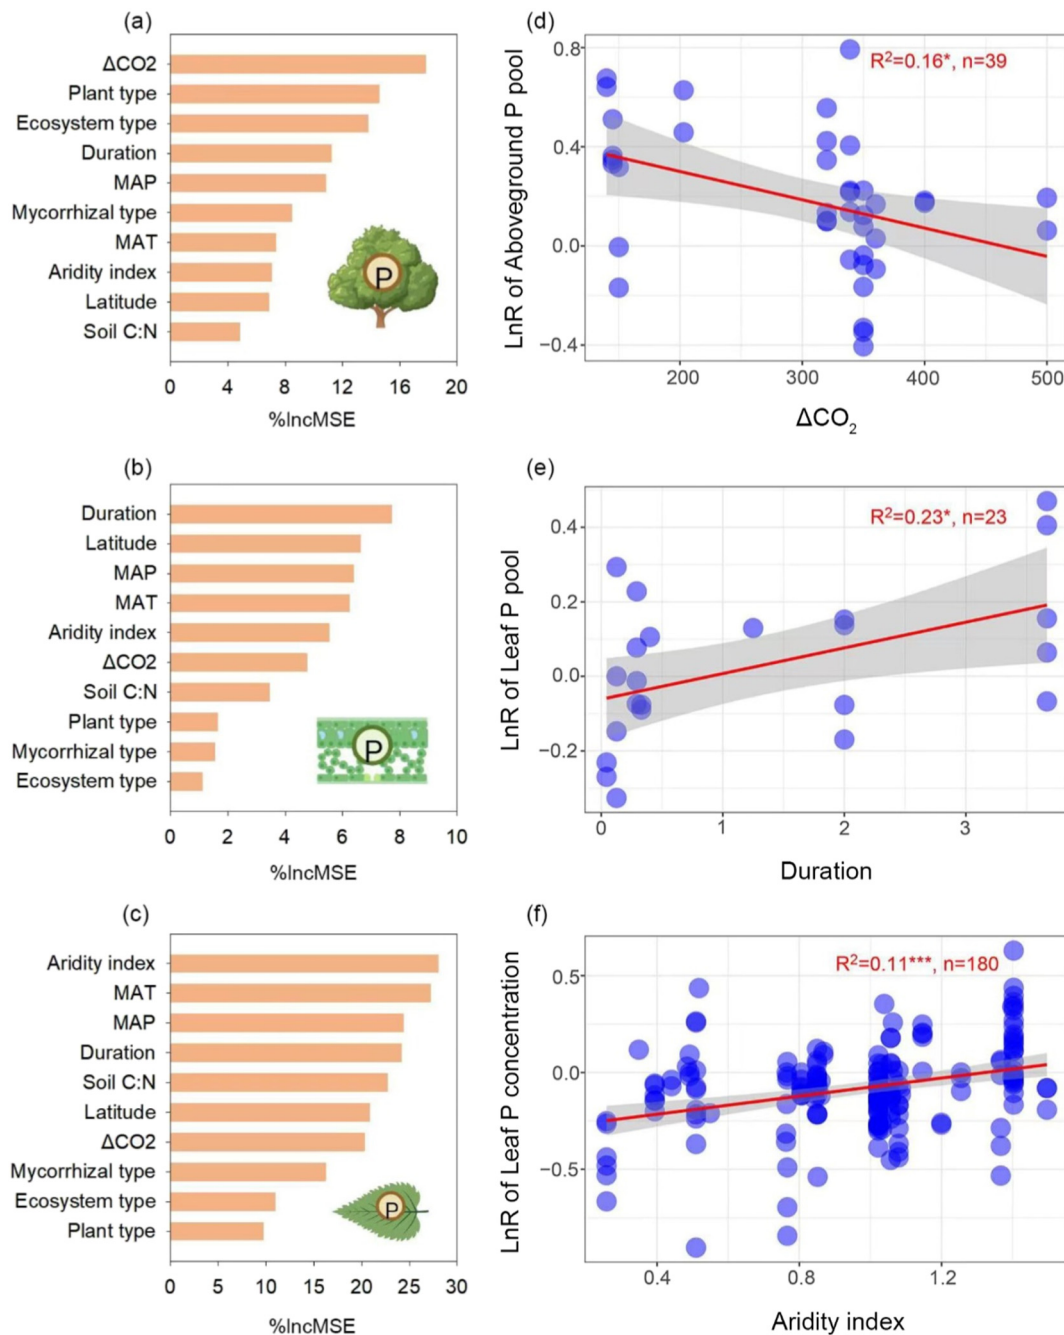 (a)
ΔCO2
Plant type
Ecosystem type
Duration
MAP
Mycorrhizal type
MAT
Aridity index
Latitude
Soil C:N
P
0 4 8 12 16 20
%IncMSE
(d)
LnR of Aboveground P pool
0.8
0.4
0.0
−0.4
R²=0.16*, n=39
200 300 400 500
ΔCO₂
(b)
Duration
Latitude
MAP
MAT
Aridity index
ΔCO2
Soil C:N
Plant type
Mycorrhizal type
Ecosystem type
P
0 2 4 6 8 10
%IncMSE
(e)
LnR of Leaf P pool
0.4
0.2
0.0
−0.2
R²=0.23*, n=23
0 1 2 3
Duration
(c)
Aridity index
MAT
MAP
Duration
Soil C:N
Latitude
ΔCO2
Mycorrhizal type
Ecosystem type
Plant type
P
0 5 10 15 20 25 30
%IncMSE
(f)
LnR of Leaf P concentration
0.5
0.0
−0.5
R²=0.11***, n=180
0.4 0.8 1.2
Aridity index